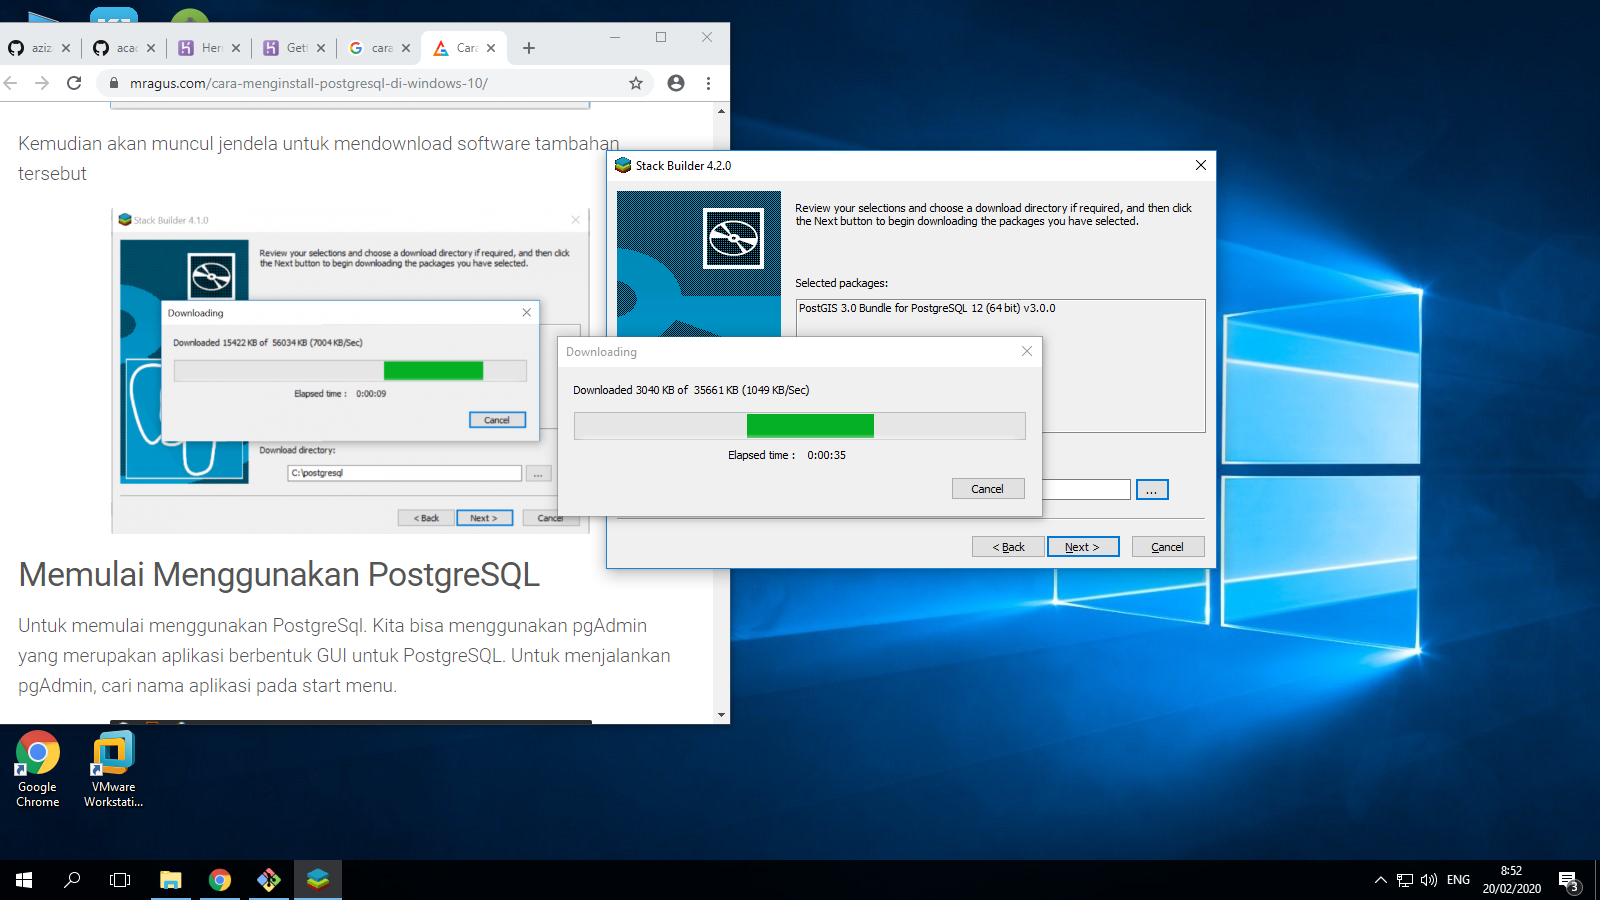 aziz
acac
Her
Get
cara
Cara
mragus.com/cara-menginstall-postgresql-di-windows-10/
Kemudian akan muncul jendela untuk mendownload software tambahan
tersebut
Stack Builder 4.1.0
Review your selections and choose a download directory if required, and then click
the Next button to begin downloading the packages you have selected.
Downloading
Downloaded 15422 KB of 56034 KB (7004 KB/Sec)
Elapsed time : 0:00:09
Cancel
Download directory:
C:\postgresql
...
< Back
Next >
Cancel
Memulai Menggunakan PostgreSQL
Untuk memulai menggunakan PostgreSql. Kita bisa menggunakan pgAdmin
yang merupakan aplikasi berbentuk GUI untuk PostgreSQL. Untuk menjalankan
pgAdmin, cari nama aplikasi pada start menu.
Stack Builder 4.2.0
Review your selections and choose a download directory if required, and then click
the Next button to begin downloading the packages you have selected.
Selected packages:
PostGIS 3.0 Bundle for PostgreSQL 12 (64 bit) v3.0.0
Downloading
Downloaded 3040 KB of 35661 KB (1049 KB/Sec)
Elapsed time : 0:00:35
Cancel
...
< Back
Next >
Cancel
Google
Chrome
VMware
Workstati...
ENG
8:52
20/02/2020
3